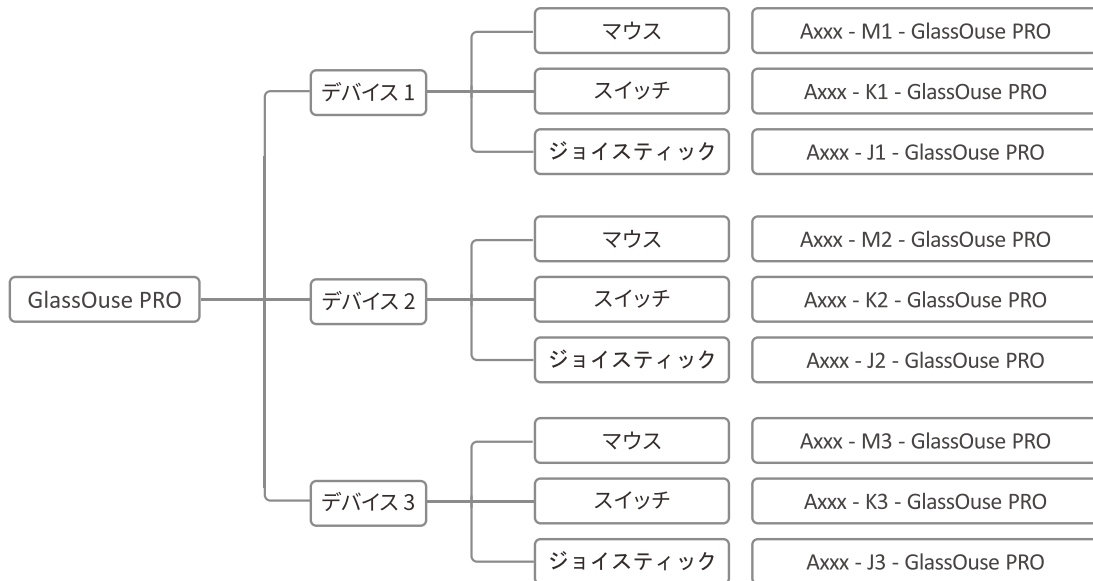 GlassOuse PRO
デバイス 1
マウス
Axxx - M1 - GlassOuse PRO
スイッチ
Axxx - K1 - GlassOuse PRO
ジョイスティック
Axxx - J1 - GlassOuse PRO
デバイス 2
マウス
Axxx - M2 - GlassOuse PRO
スイッチ
Axxx - K2 - GlassOuse PRO
ジョイスティック
Axxx - J2 - GlassOuse PRO
デバイス 3
マウス
Axxx - M3 - GlassOuse PRO
スイッチ
Axxx - K3 - GlassOuse PRO
ジョイスティック
Axxx - J3 - GlassOuse PRO